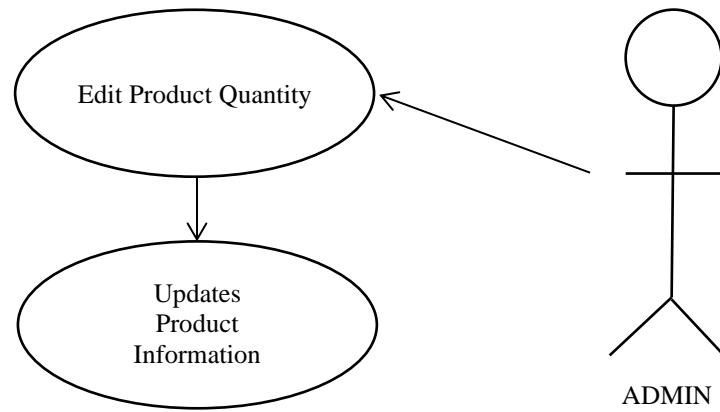 Edit Product Quantity
Updates
Product
Information
ADMIN